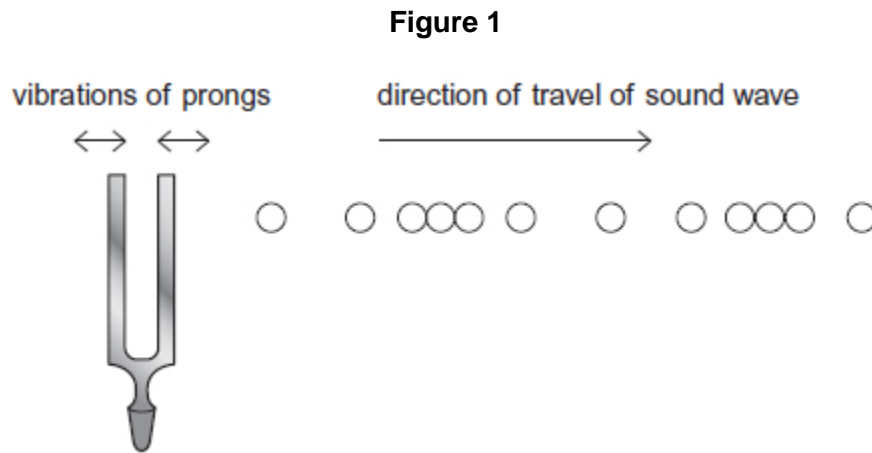 Figure 1
vibrations of prongs
direction of travel of sound wave